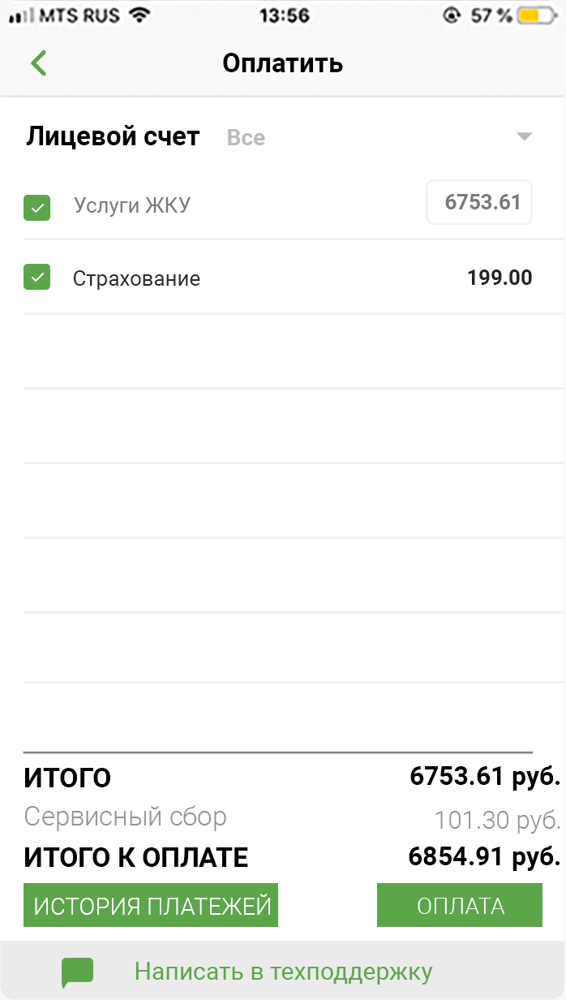 MTS RUS 13:56 57 %
Оплатить
Лицевой счет Все
Услуги ЖКУ 6753.61
Страхование 199.00
ИТОГО 6753.61 руб.
Сервисный сбор 101.30 руб.
ИТОГО К ОПЛАТЕ 6854.91 руб.
ИСТОРИЯ ПЛАТЕЖЕЙ ОПЛАТА
Написать в техподдержку